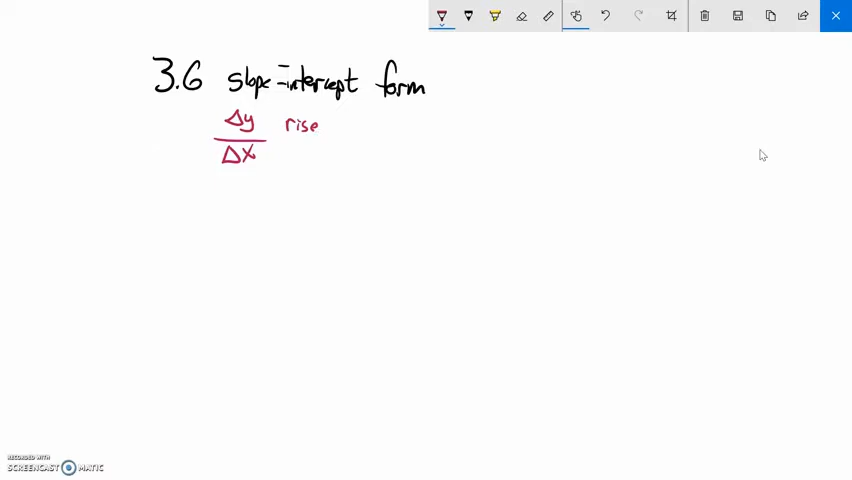 3.6 slope-intercept form
Δy rise
Δx
RECORDED WITH
SCREENCAST MATIC